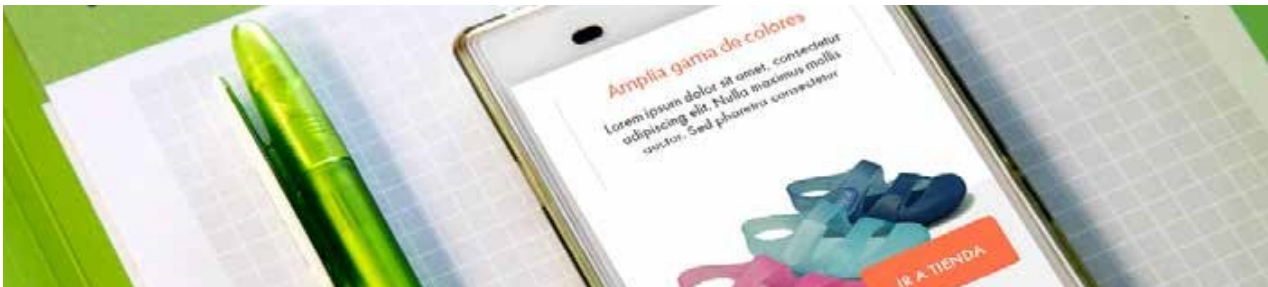 Amplia gama de colores
Lorem ipsum dolor sit amet, consectetur
adipiscing elit. Nulla maximus mollis
auctor. Sed pharetra consectetur
IR A TIENDA